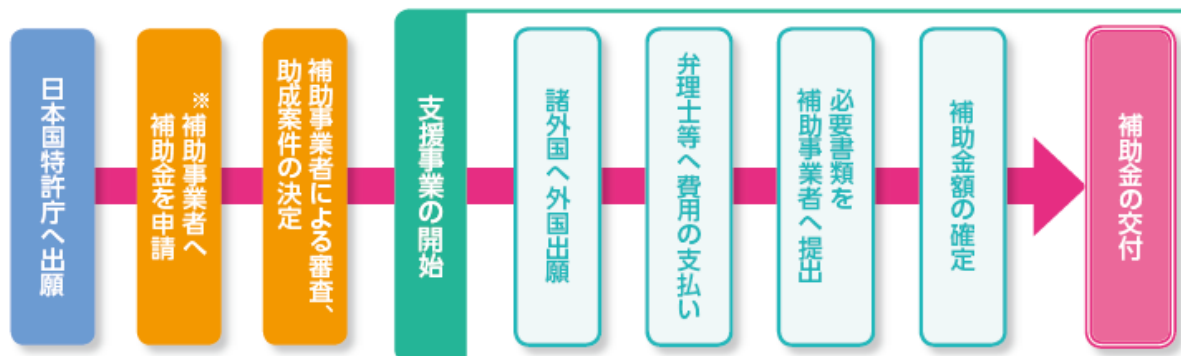 日本国特許庁へ出願
※補助事業者へ
補助金を申請
補助事業者による審査、
助成案件の決定
支援事業の開始
諸外国へ外国出願
弁理士等へ費用の支払い
必要書類を
補助事業者へ提出
補助金額の確定
補助金の交付